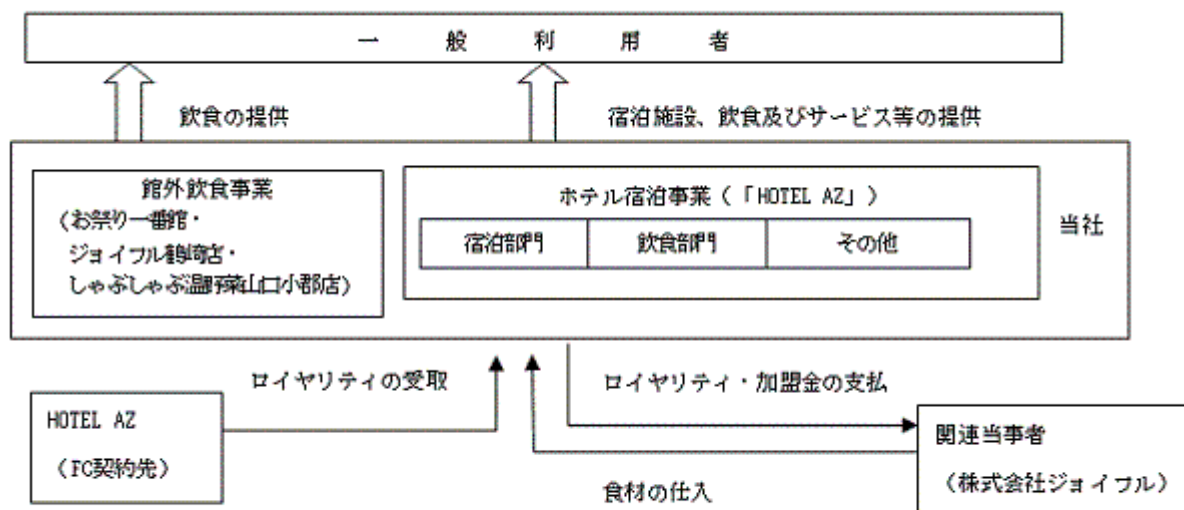 一般利用者
飲食の提供
宿泊施設、飲食及びサービス等の提供
館外飲食事業
(お祭り一番館・
ジョイフル鶴崎店・
しゃぶしゃぶ温野菜山口小郡店)
ホテル宿泊事業(「HOTEL AZ」)
宿泊部門
飲食部門
その他
当社
ロイヤリティの受取
ロイヤリティ・加盟金の支払
HOTEL AZ
(FC契約先)
関連当事者
(株式会社ジョイフル)
食材の仕入